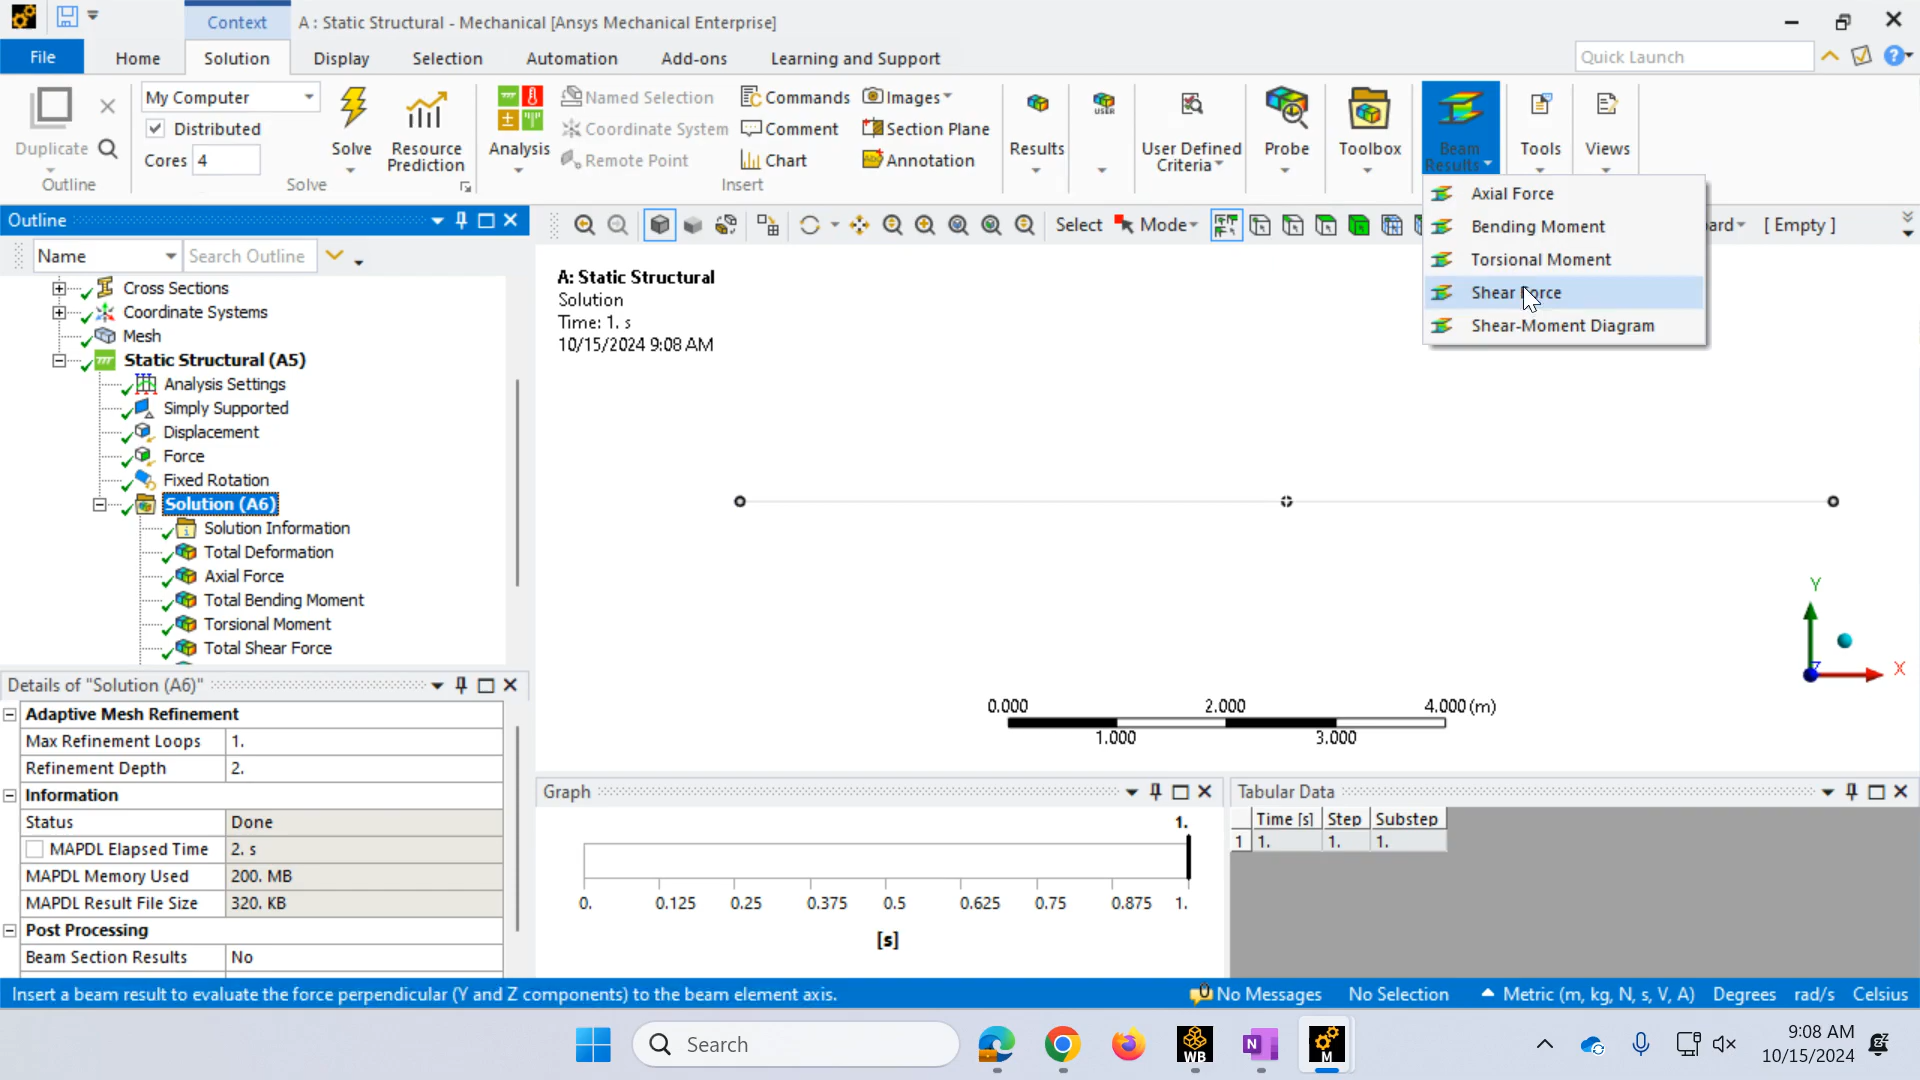 Context
A : Static Structural - Mechanical [Ansys Mechanical Enterprise]
File
Home
Solution
Display
Selection
Automation
Add-ons
Learning and Support
Quick Launch
Duplicate
Outline
My Computer
Distributed
Cores 4
Solve
Resource
Prediction
Solve
Analysis
Named Selection
Coordinate System
Remote Point
Commands
Comment
Chart
Images
Section Plane
Annotation
Insert
Results
USER
User Defined
Criteria
Probe
Toolbox
Beam
Results
Tools
Views
Axial Force
Bending Moment
Torsional Moment
Shear Force
Shear-Moment Diagram
Outline
Name
Search Outline
Select
Mode
ard
[ Empty ]
Cross Sections
Coordinate Systems
Mesh
Static Structural (A5)
Analysis Settings
Simply Supported
Displacement
Force
Fixed Rotation
Solution (A6)
Solution Information
Total Deformation
Axial Force
Total Bending Moment
Torsional Moment
Total Shear Force
A: Static Structural
Solution
Time: 1. s
10/15/2024 9:08 AM
Y
X
Z
0.000 2.000 4.000 (m)
1.000 3.000
Details of "Solution (A6)"
Adaptive Mesh Refinement
Max Refinement Loops 1.
Refinement Depth 2.
Information
Status Done
MAPDL Elapsed Time 2. s
MAPDL Memory Used 200. MB
MAPDL Result File Size 320. KB
Post Processing
Beam Section Results No
Graph
1.
0. 0.125 0.25 0.375 0.5 0.625 0.75 0.875 1.
[s]
Tabular Data
Time [s] Step Substep
1 1. 1. 1.
Insert a beam result to evaluate the force perpendicular (Y and Z components) to the beam element axis.
0 No Messages
No Selection
Metric (m, kg, N, s, V, A) Degrees rad/s Celsius
Search
WB
N
M
9:08 AM
10/15/2024